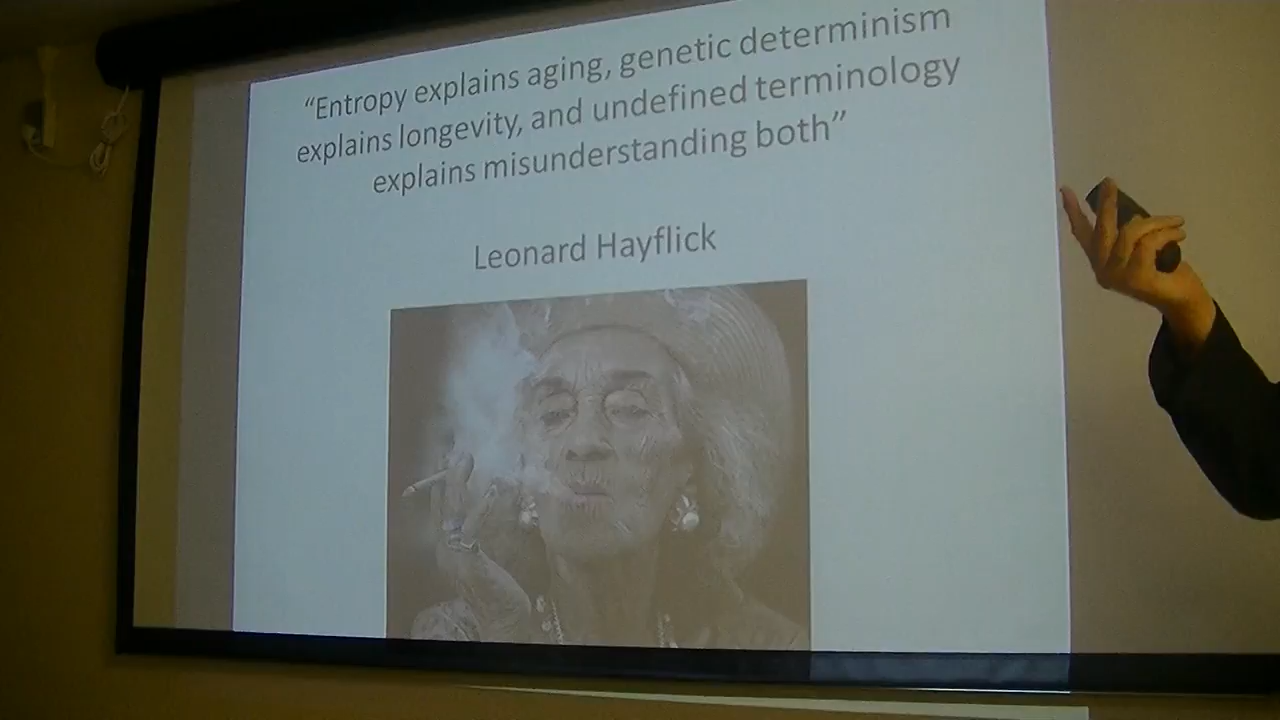 “Entropy explains aging, genetic determinism
explains longevity, and undefined terminology
explains misunderstanding both”
Leonard Hayflick